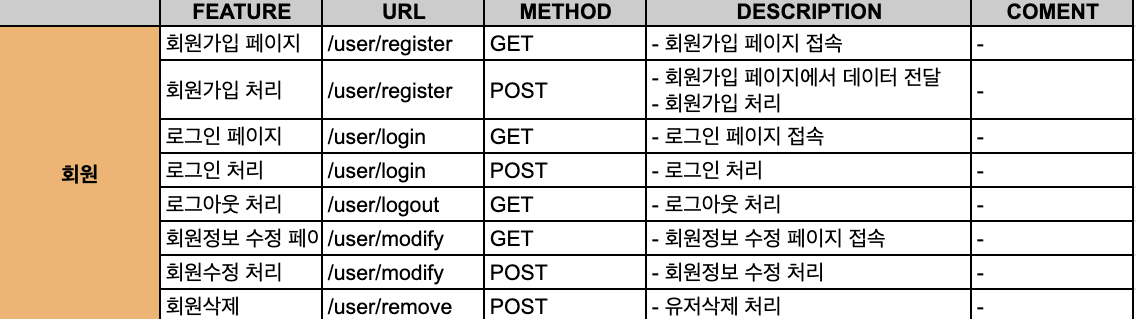 FEATURE URL METHOD DESCRIPTION COMENT
회원
회원가입 페이지 /user/register GET - 회원가입 페이지 접속 -
회원가입 처리 /user/register POST - 회원가입 페이지에서 데이터 전달 -
- 회원가입 처리
로그인 페이지 /user/login GET - 로그인 페이지 접속 -
로그인 처리 /user/login POST - 로그인 처리 -
로그아웃 처리 /user/logout GET - 로그아웃 처리 -
회원정보 수정 페이 /user/modify GET - 회원정보 수정 페이지 접속 -
회원수정 처리 /user/modify POST - 회원정보 수정 처리 -
회원삭제 /user/remove POST - 유저삭제 처리 -